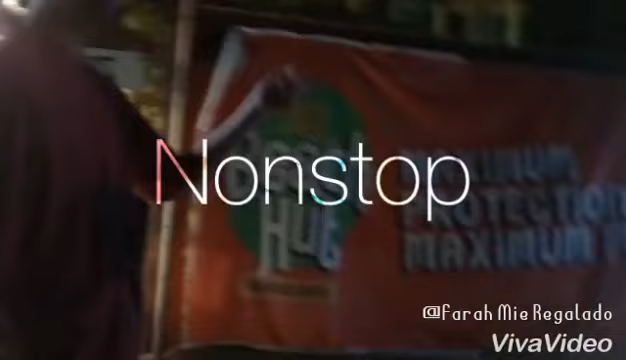 Nonstop
MAXIMUM
PROTECTION
MAXIMUM
HUG
@Farah Mie Regalado
VivaVideo